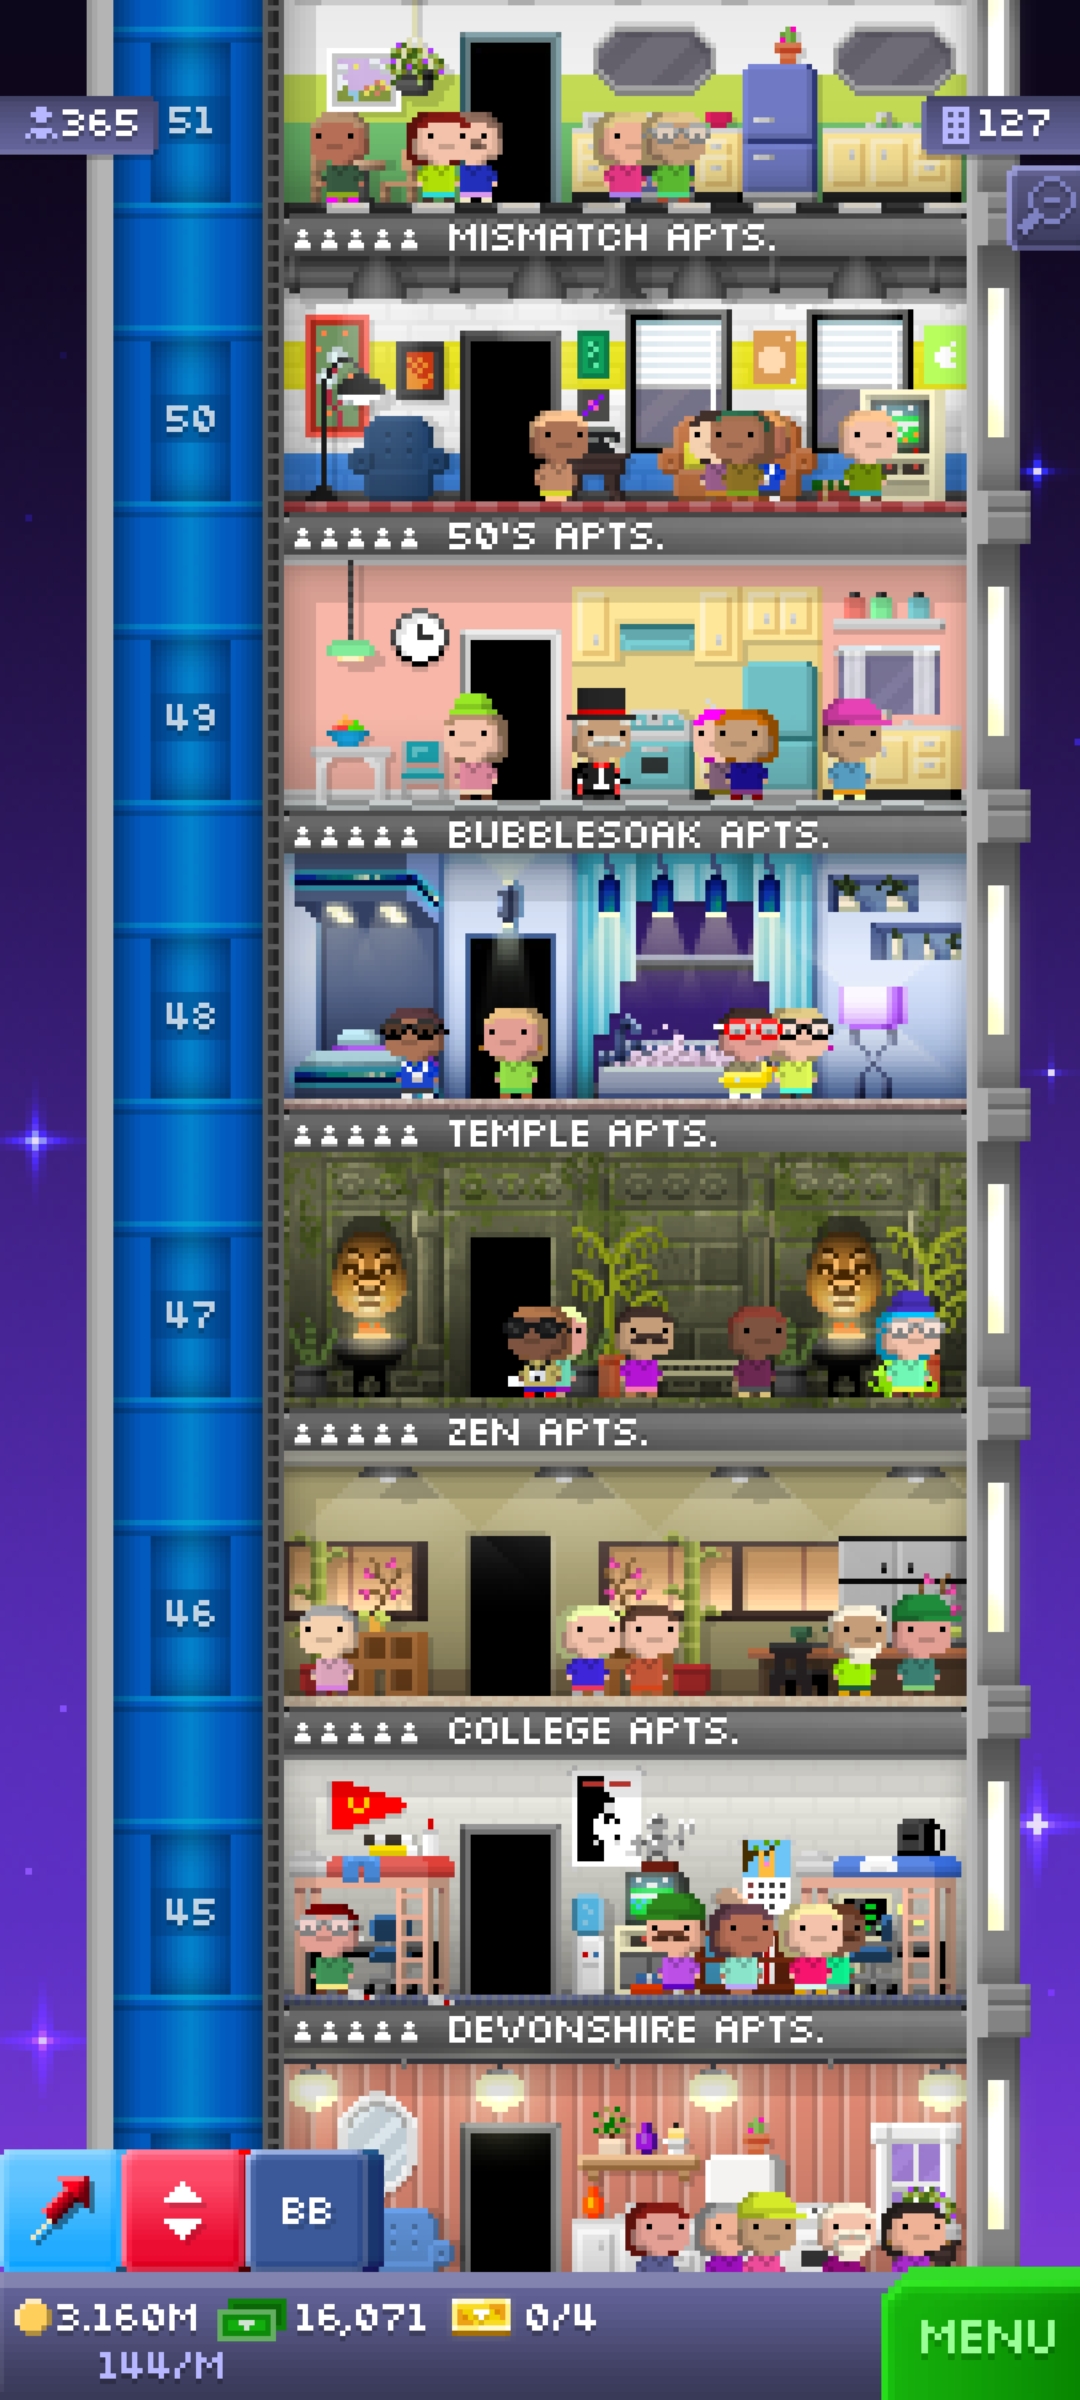 365
51
127
MISMATCH APTS.
50
50'S APTS.
49
BUBBLESOAK APTS.
48
TEMPLE APTS.
47
ZEN APTS.
46
COLLEGE APTS.
45
DEVONSHIRE APTS.
BB
3.160M 16,071 0/4
144/M
MENU